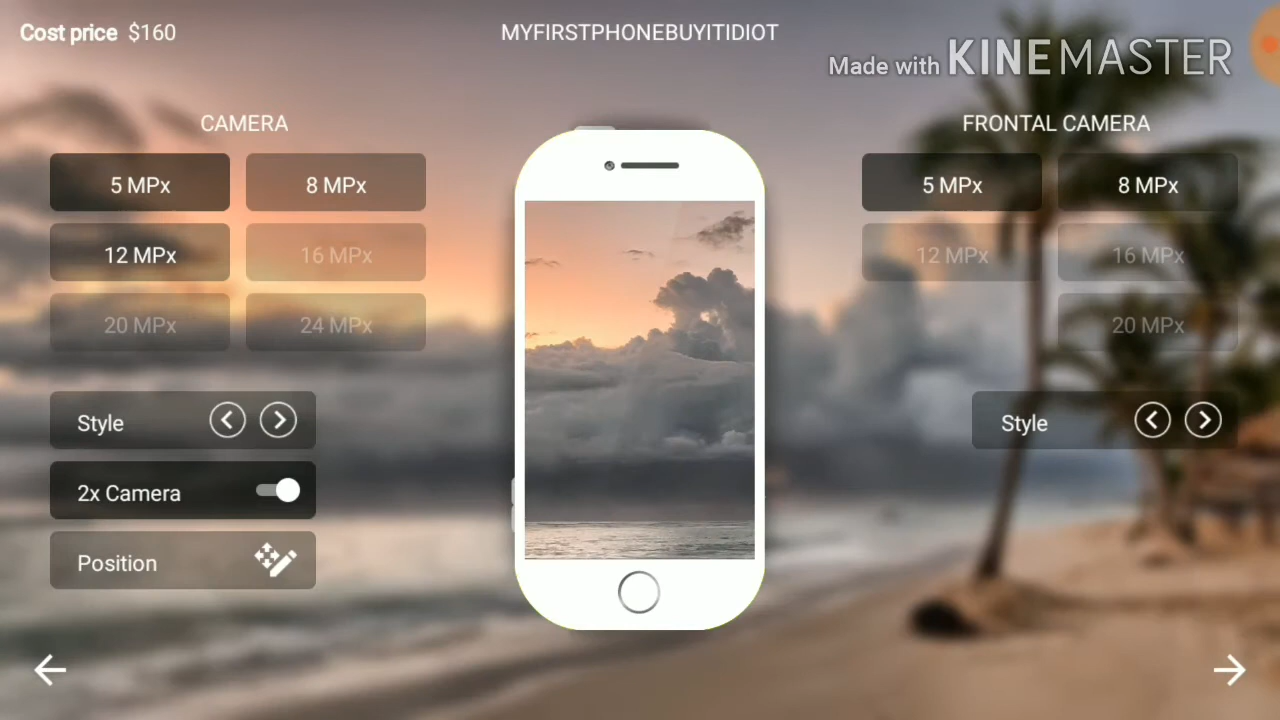 Cost price $160
MYFIRSTPHONEBUYITIDIOT
Made with KINEMASTER
CAMERA
5 MPx
8 MPx
12 MPx
16 MPx
20 MPx
24 MPx
Style
2x Camera
Position
FRONTAL CAMERA
5 MPx
8 MPx
12 MPx
16 MPx
20 MPx
Style